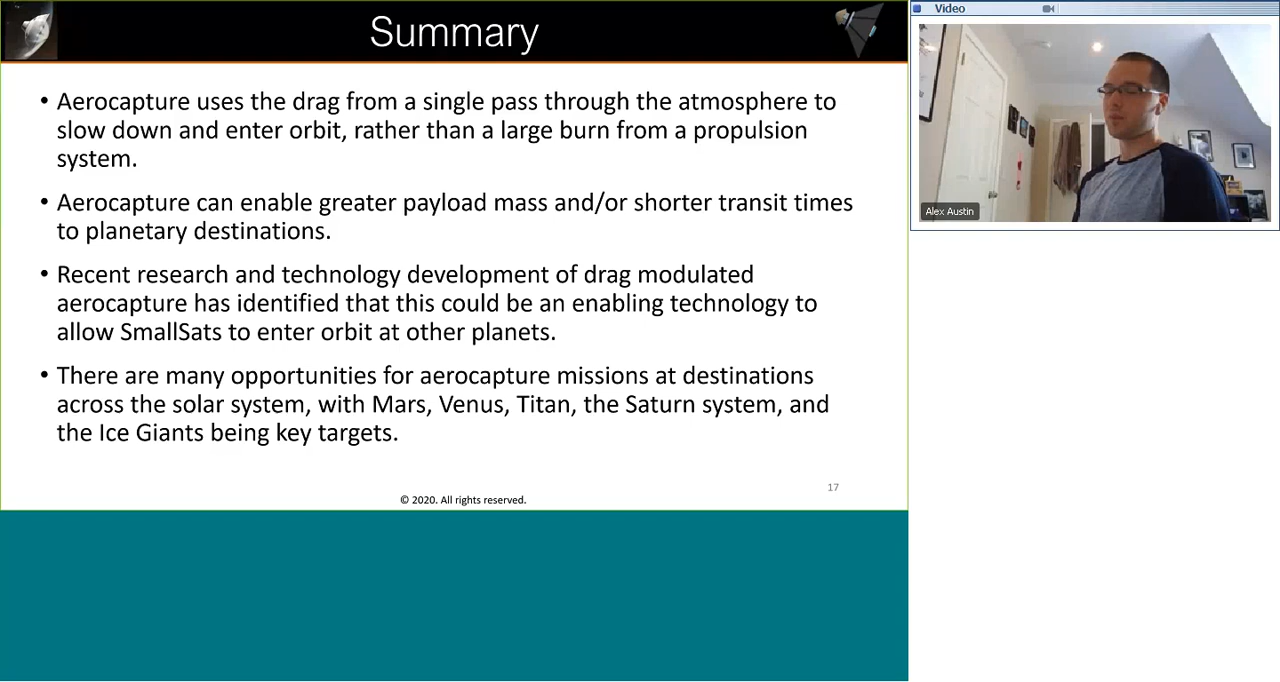 Summary
• Aerocapture uses the drag from a single pass through the atmosphere to
slow down and enter orbit, rather than a large burn from a propulsion
system.
• Aerocapture can enable greater payload mass and/or shorter transit times
to planetary destinations.
• Recent research and technology development of drag modulated
aerocapture has identified that this could be an enabling technology to
allow SmallSats to enter orbit at other planets.
• There are many opportunities for aerocapture missions at destinations
across the solar system, with Mars, Venus, Titan, the Saturn system, and
the Ice Giants being key targets.
17
© 2020. All rights reserved.
Video
Alex Austin